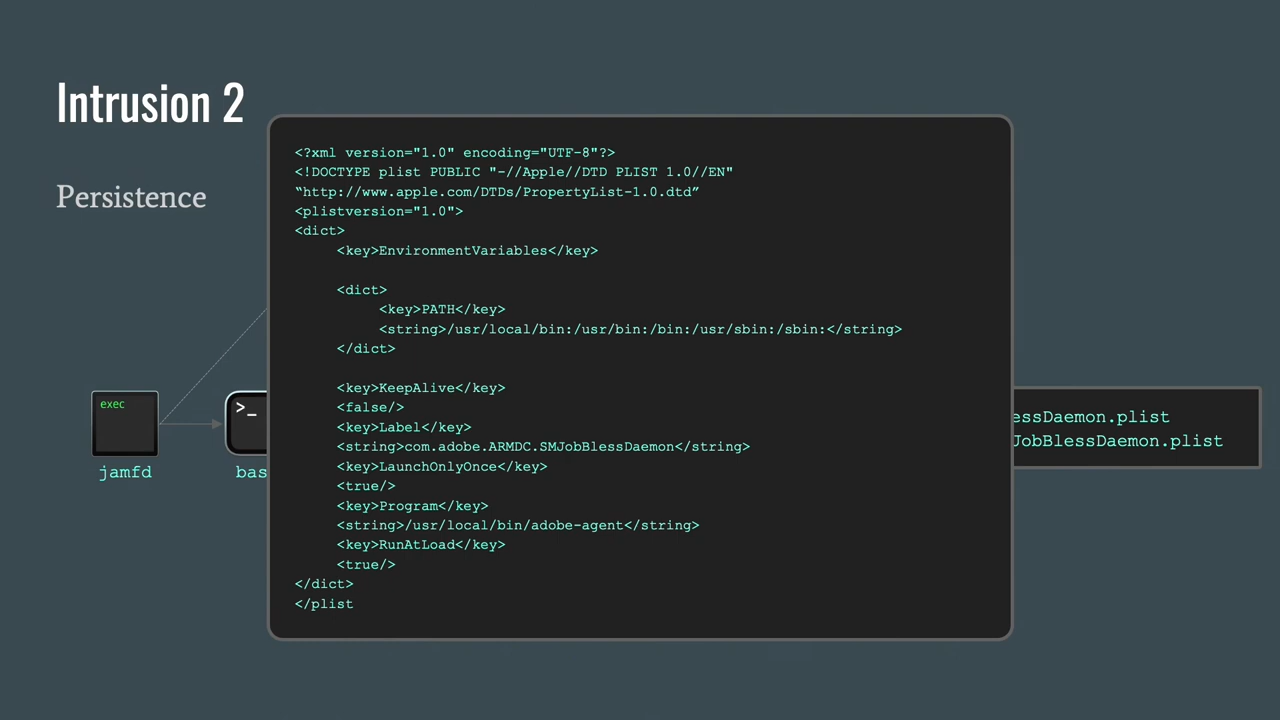 Intrusion 2
Persistence
<?xml version="1.0" encoding="UTF-8"?>
<!DOCTYPE plist PUBLIC "-//Apple//DTD PLIST 1.0//EN"
“http://www.apple.com/DTDs/PropertyList-1.0.dtd”
<plistversion="1.0">
<dict>
<key>EnvironmentVariables</key>
<dict>
<key>PATH</key>
<string>/usr/local/bin:/usr/bin:/bin:/usr/sbin:/sbin:</string>
</dict>
<key>KeepAlive</key>
<false/>
<key>Label</key>
<string>com.adobe.ARMDC.SMJobBlessDaemon</string>
<key>LaunchOnlyOnce</key>
<true/>
<key>Program</key>
<string>/usr/local/bin/adobe-agent</string>
<key>RunAtLoad</key>
<true/>
</dict>
</plist
exec
jamfd
>_
bas
essDaemon.plist
JobBlessDaemon.plist